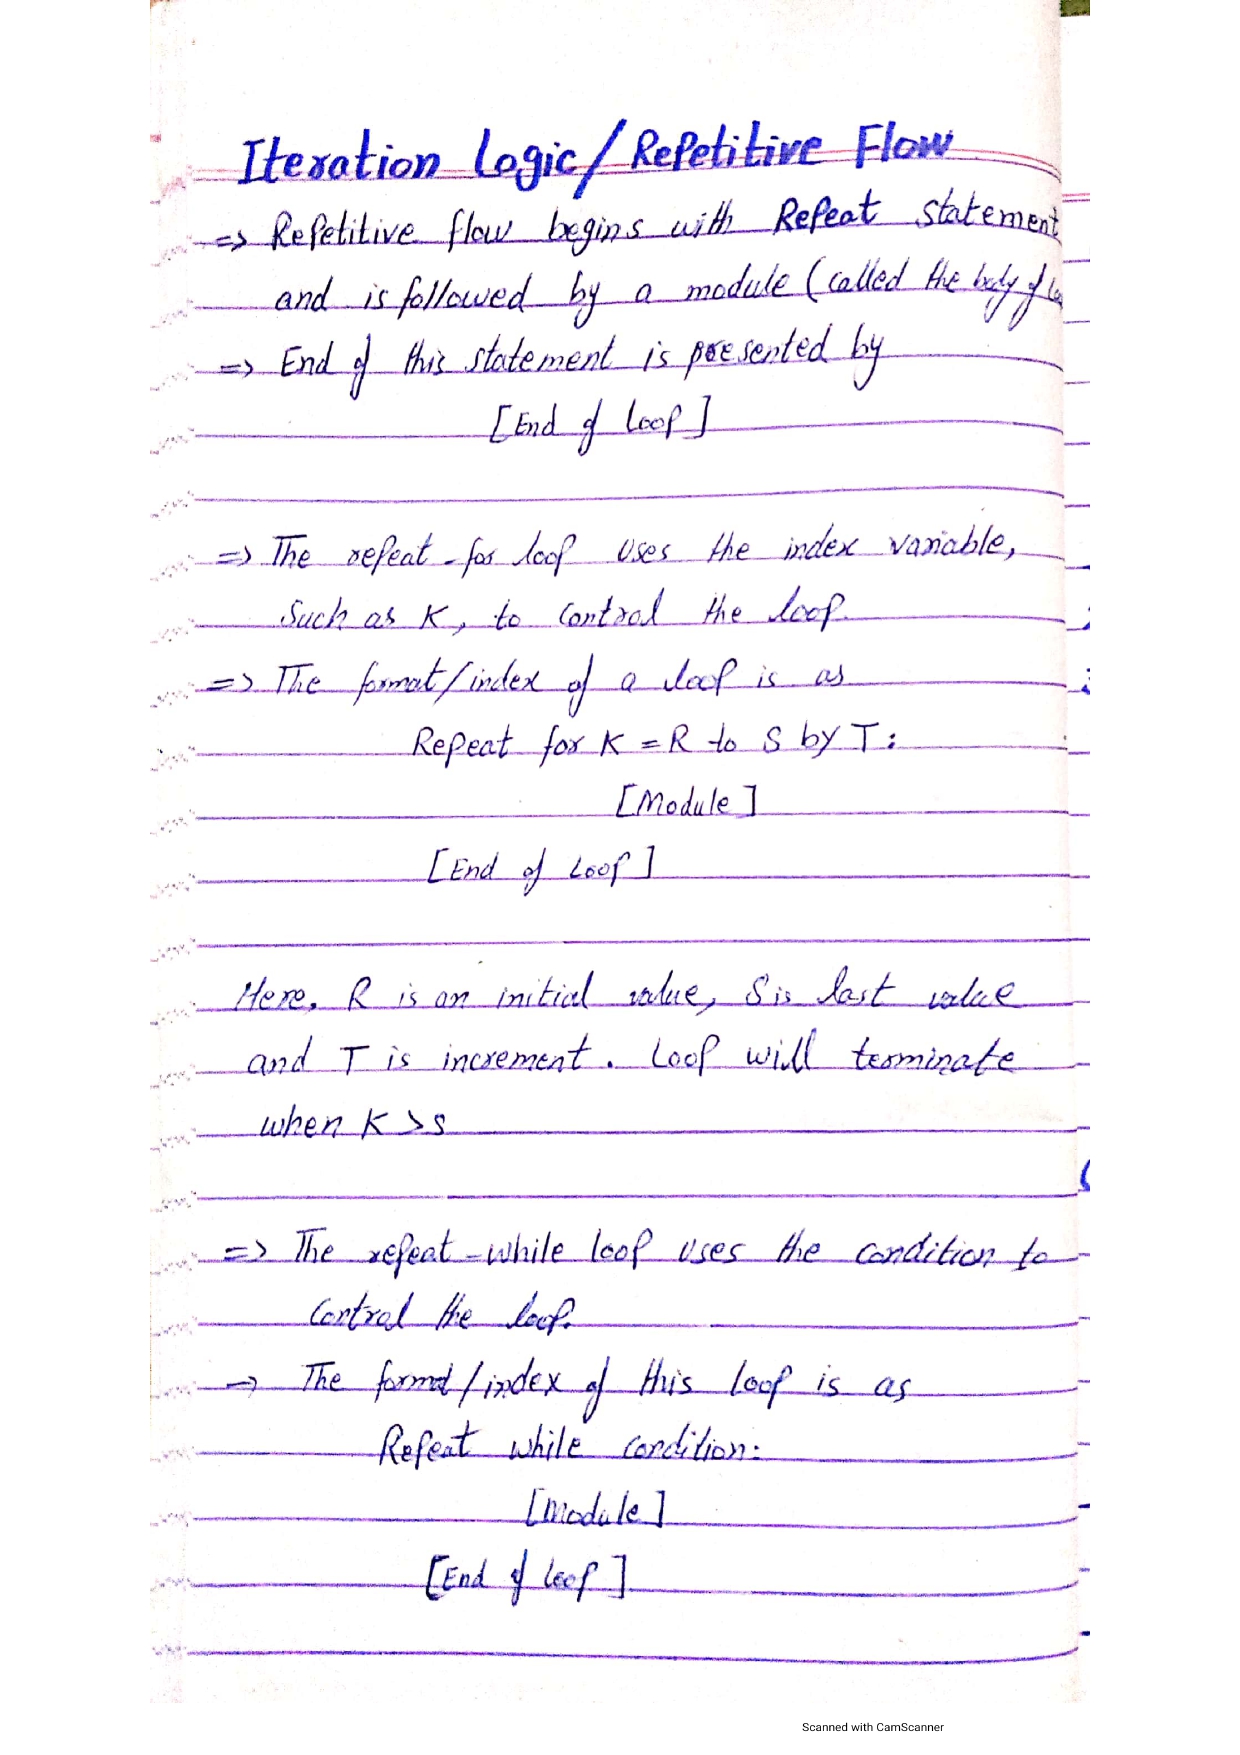 Iteration Logic/Repetitive Flow
=> Repetitive flow begins with Repeat statement
and is followed by a module (called the body of
=> End of this statement is presented by
[End of loop]
=> The repeat-for loop uses the index variable,
Such as K, to control the loop.
=> The format/index of a loop is as
Repeat for K = R to S by T:
[Module]
[End of Loop]
Here, R is an initial value, S is last value
and T is increment. Loop will terminate
when K > S
=> The repeat-while loop uses the condition to
control the loop.
→ The format/index of this loop is as
Repeat while condition:
[Module]
[End of loop]
Scanned with CamScanner